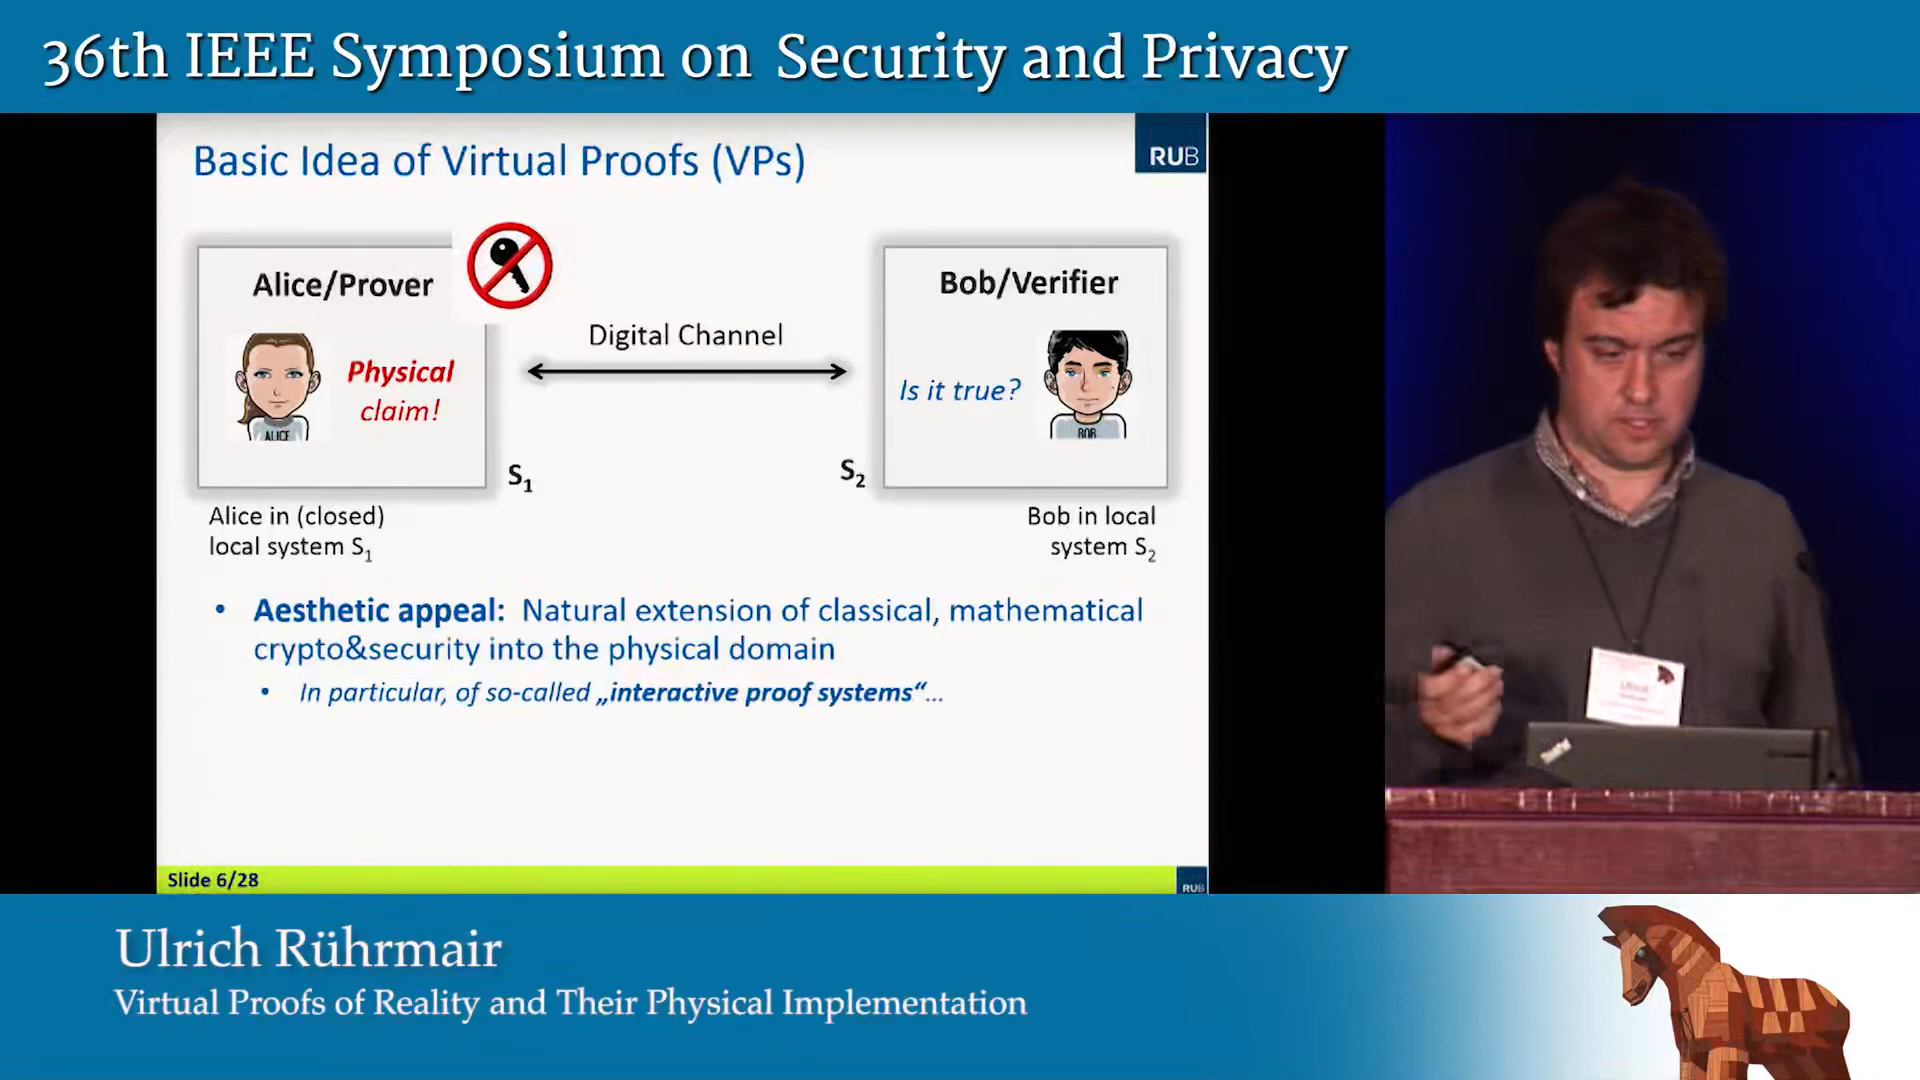 36th IEEE Symposium on Security and Privacy
Basic Idea of Virtual Proofs (VPs)
RUB
Alice/Prover
Bob/Verifier
Digital Channel
Physical
claim!
Is it true?
ALICE
BOB
S1
S2
Alice in (closed)
local system S1
Bob in local
system S2
• Aesthetic appeal: Natural extension of classical, mathematical
crypto&security into the physical domain
• In particular, of so-called „interactive proof systems“...
Slide 6/28
RUB
Ulrich Rührmair
Virtual Proofs of Reality and Their Physical Implementation